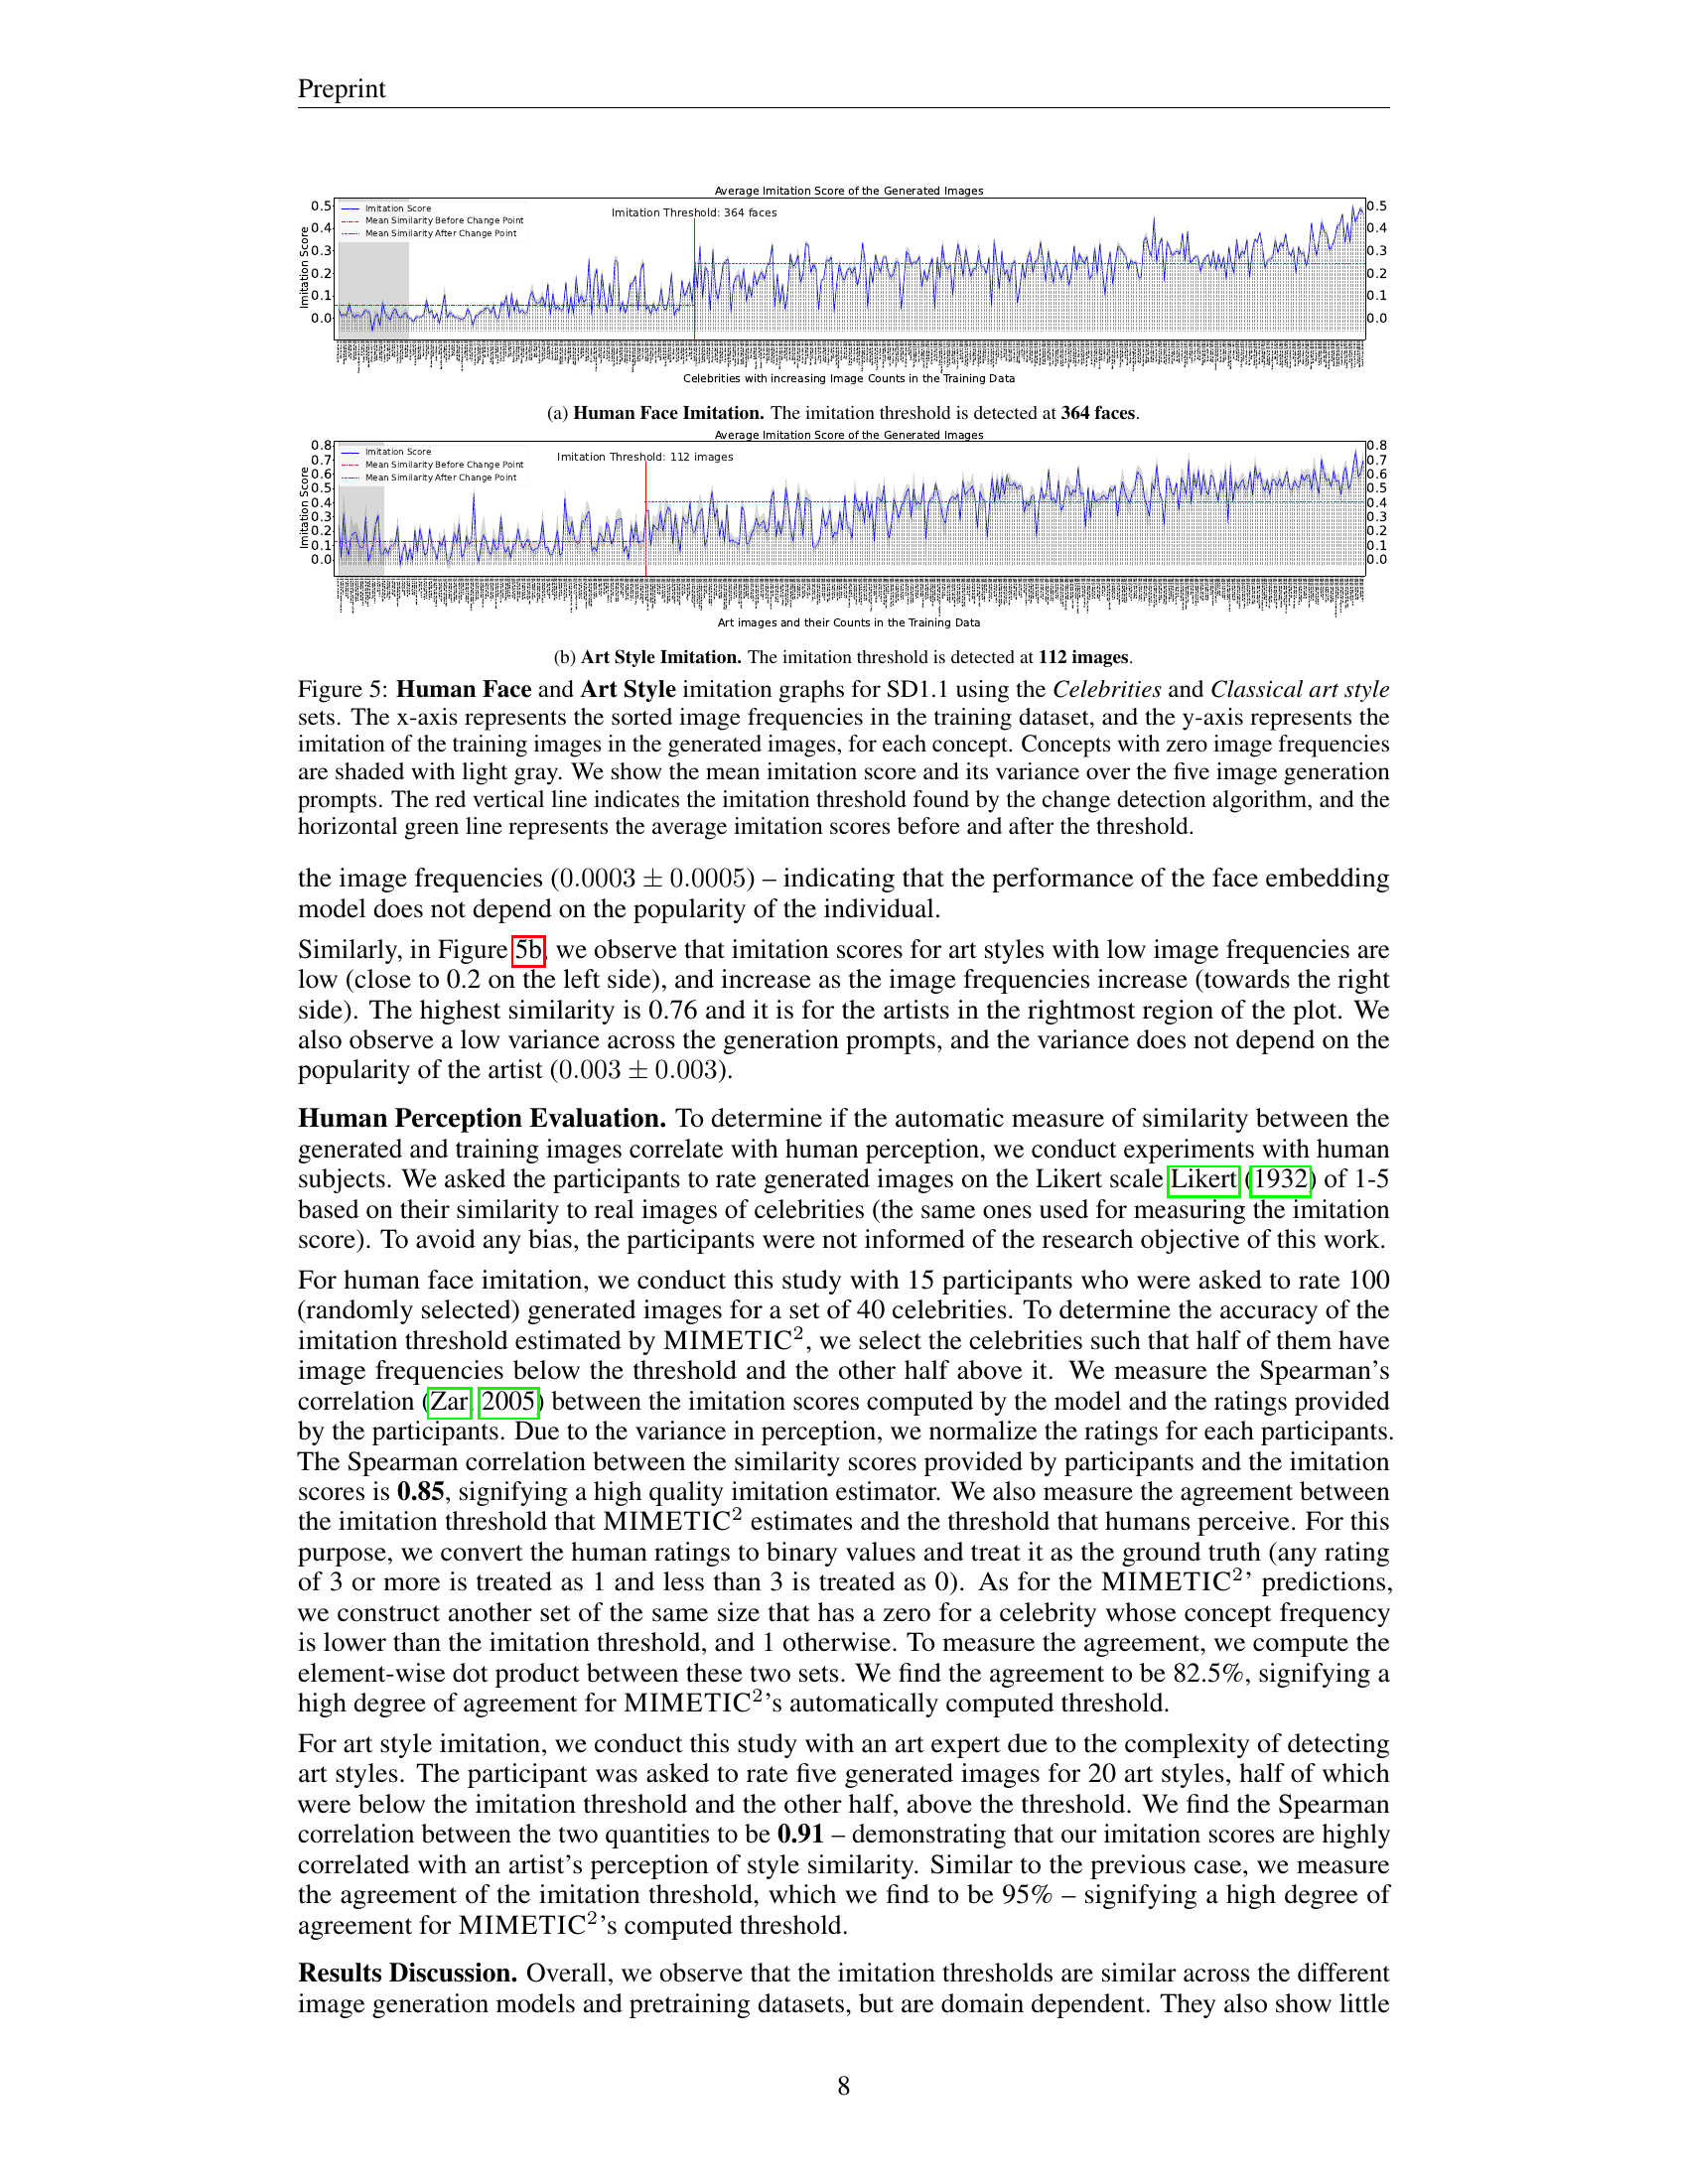 Preprint
Average Imitation Score of the Generated Images
Imitation Score
Mean Similarity Before Change Point
Mean Similarity After Change Point
Imitation Threshold: 364 faces
0.5
0.4
0.3
0.2
0.1
0.0
Imitation Score
0.5
0.4
0.3
0.2
0.1
0.0
Celebrities with increasing Image Counts in the Training Data
(a) Human Face Imitation. The imitation threshold is detected at 364 faces.
Average Imitation Score of the Generated Images
Imitation Score
Mean Similarity Before Change Point
Mean Similarity After Change Point
Imitation Threshold: 112 images
0.8
0.7
0.6
0.5
0.4
0.3
0.2
0.1
0.0
Imitation Score
0.8
0.7
0.6
0.5
0.4
0.3
0.2
0.1
0.0
Art images and their Counts in the Training Data
(b) Art Style Imitation. The imitation threshold is detected at 112 images.
Figure 5: Human Face and Art Style imitation graphs for SD1.1 using the Celebrities and Classical art style
sets. The x-axis represents the sorted image frequencies in the training dataset, and the y-axis represents the
imitation of the training images in the generated images, for each concept. Concepts with zero image frequencies
are shaded with light gray. We show the mean imitation score and its variance over the five image generation
prompts. The red vertical line indicates the imitation threshold found by the change detection algorithm, and the
horizontal green line represents the average imitation scores before and after the threshold.
the image frequencies (0.0003 ± 0.0005) – indicating that the performance of the face embedding
model does not depend on the popularity of the individual.
Similarly, in Figure 5b, we observe that imitation scores for art styles with low image frequencies are
low (close to 0.2 on the left side), and increase as the image frequencies increase (towards the right
side). The highest similarity is 0.76 and it is for the artists in the rightmost region of the plot. We
also observe a low variance across the generation prompts, and the variance does not depend on the
popularity of the artist (0.003 ± 0.003).
Human Perception Evaluation. To determine if the automatic measure of similarity between the
generated and training images correlate with human perception, we conduct experiments with human
subjects. We asked the participants to rate generated images on the Likert scale Likert (1932) of 1-5
based on their similarity to real images of celebrities (the same ones used for measuring the imitation
score). To avoid any bias, the participants were not informed of the research objective of this work.
For human face imitation, we conduct this study with 15 participants who were asked to rate 100
(randomly selected) generated images for a set of 40 celebrities. To determine the accuracy of the
imitation threshold estimated by MIMETIC², we select the celebrities such that half of them have
image frequencies below the threshold and the other half above it. We measure the Spearman's
correlation (Zar, 2005) between the imitation scores computed by the model and the ratings provided
by the participants. Due to the variance in perception, we normalize the ratings for each participants.
The Spearman correlation between the similarity scores provided by participants and the imitation
scores is 0.85, signifying a high quality imitation estimator. We also measure the agreement between
the imitation threshold that MIMETIC² estimates and the threshold that humans perceive. For this
purpose, we convert the human ratings to binary values and treat it as the ground truth (any rating
of 3 or more is treated as 1 and less than 3 is treated as 0). As for the MIMETIC²' predictions,
we construct another set of the same size that has a zero for a celebrity whose concept frequency
is lower than the imitation threshold, and 1 otherwise. To measure the agreement, we compute the
element-wise dot product between these two sets. We find the agreement to be 82.5%, signifying a
high degree of agreement for MIMETIC²'s automatically computed threshold.
For art style imitation, we conduct this study with an art expert due to the complexity of detecting
art styles. The participant was asked to rate five generated images for 20 art styles, half of which
were below the imitation threshold and the other half, above the threshold. We find the Spearman
correlation between the two quantities to be 0.91 – demonstrating that our imitation scores are highly
correlated with an artist's perception of style similarity. Similar to the previous case, we measure
the agreement of the imitation threshold, which we find to be 95% – signifying a high degree of
agreement for MIMETIC²'s computed threshold.
Results Discussion. Overall, we observe that the imitation thresholds are similar across the different
image generation models and pretraining datasets, but are domain dependent. They also show little
8